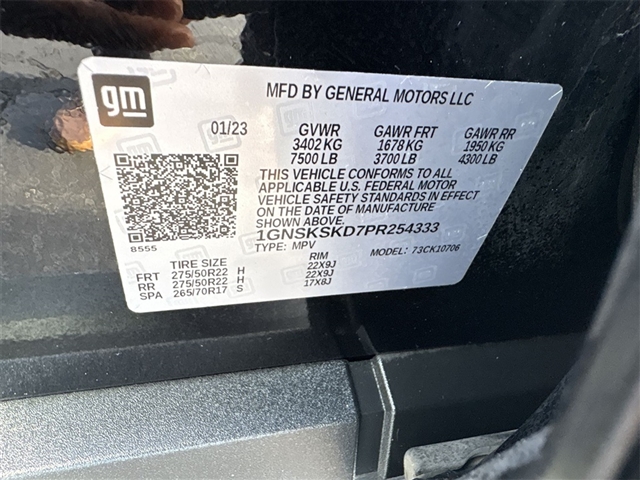 gm
MFD BY GENERAL MOTORS LLC
01/23 GVWR GAWR FRT GAWR RR
3402 KG 1678 KG 1950 KG
7500 LB 3700 LB 4300 LB
THIS VEHICLE CONFORMS TO ALL
APPLICABLE U.S. FEDERAL MOTOR
VEHICLE SAFETY STANDARDS IN EFFECT
ON THE DATE OF MANUFACTURE
SHOWN ABOVE.
1GNSKSKD7PR254333
8555 TYPE: MPV MODEL: 73CK10706
TIRE SIZE RIM
FRT 275/50R22 H 22X9J
RR 275/50R22 H 22X9J
SPA 265/70R17 S 17X8J